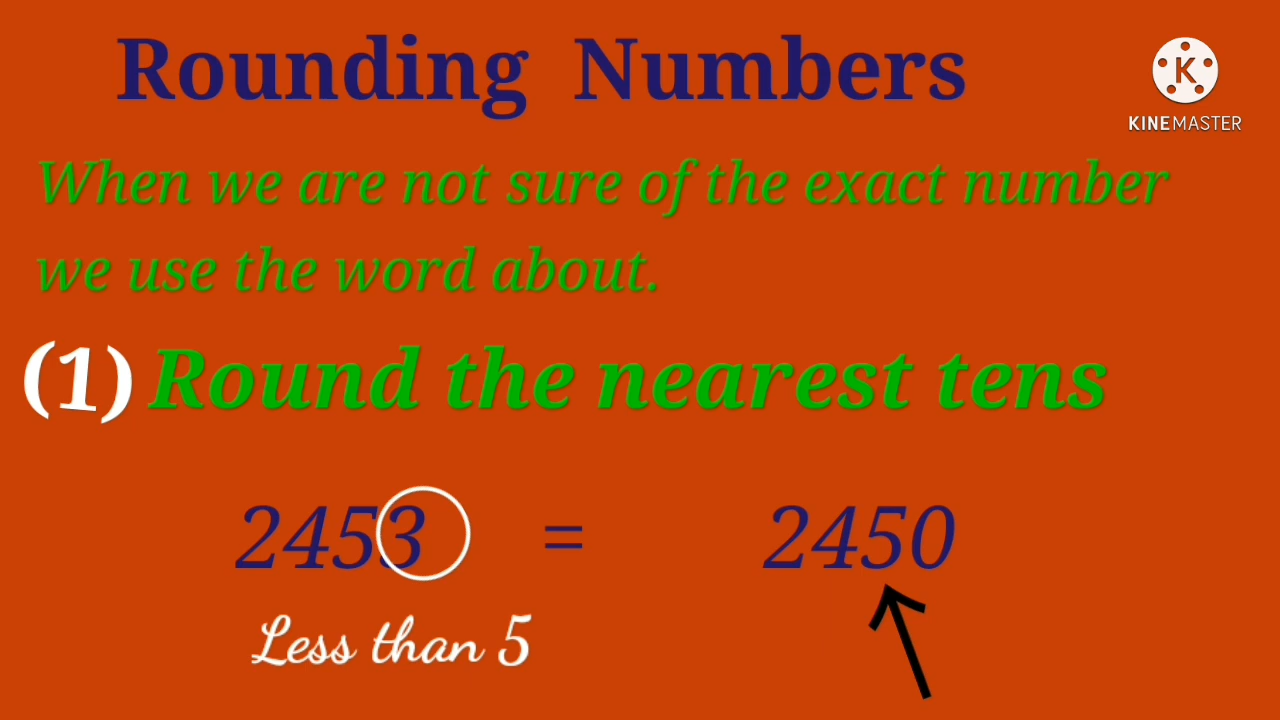 Rounding Numbers
K
KINEMASTER
When we are not sure of the exact number
we use the word about.
(1) Round the nearest tens
2453 = 2450
Less than 5